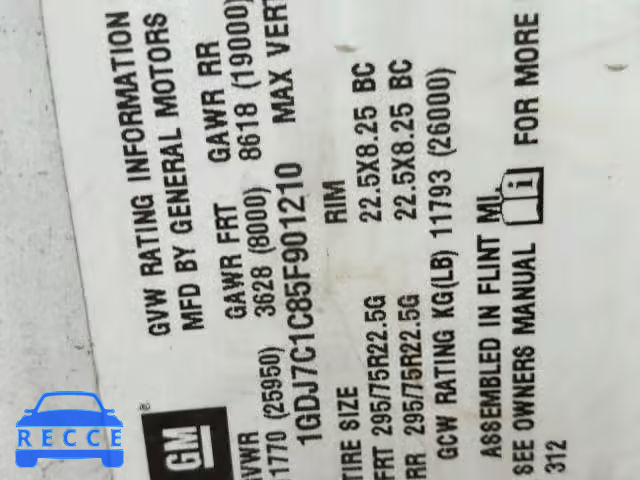 GVW RATING INFORMATION
MFD BY GENERAL MOTORS
GM®
GVWR GAWR FRT GAWR RR
11770 (25950) 3628 (8000) 8618 (19000)
1GDJ7C1C85F901210 MAX VERT
TIRE SIZE RIM
FRT 295/75R22.5G 22.5X8.25 BC
RR 295/75R22.5G 22.5X8.25 BC
GCW RATING KG(LB) 11793 (26000)
ASSEMBLED IN FLINT MI.
SEE OWNERS MANUAL i FOR MORE
312
RECCE